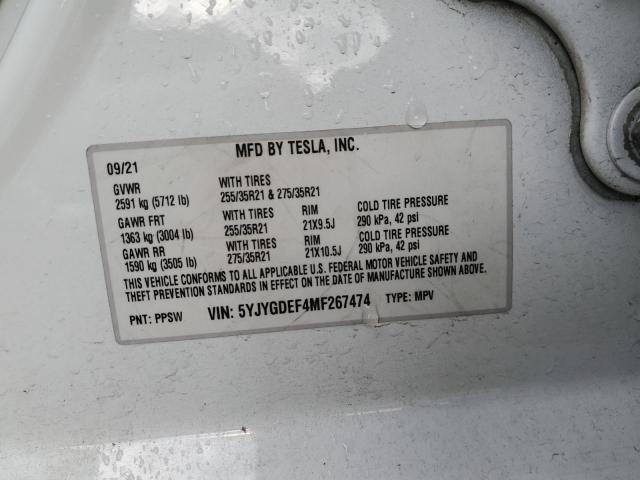 MFD BY TESLA, INC.
09/21
GVWR WITH TIRES
2591 kg (5712 lb) 255/35R21 & 275/35R21
GAWR FRT WITH TIRES RIM COLD TIRE PRESSURE
1363 kg (3004 lb) 255/35R21 21X9.5J 290 kPa, 42 psi
GAWR RR WITH TIRES RIM COLD TIRE PRESSURE
1590 kg (3505 lb) 275/35R21 21X10.5J 290 kPa, 42 psi
THIS VEHICLE CONFORMS TO ALL APPLICABLE U.S. FEDERAL MOTOR VEHICLE SAFETY AND
THEFT PREVENTION STANDARDS IN EFFECT ON THE DATE OF MANUFACTURE SHOWN ABOVE.
PNT: PPSW VIN: 5YJYGDEF4MF267474 TYPE: MPV